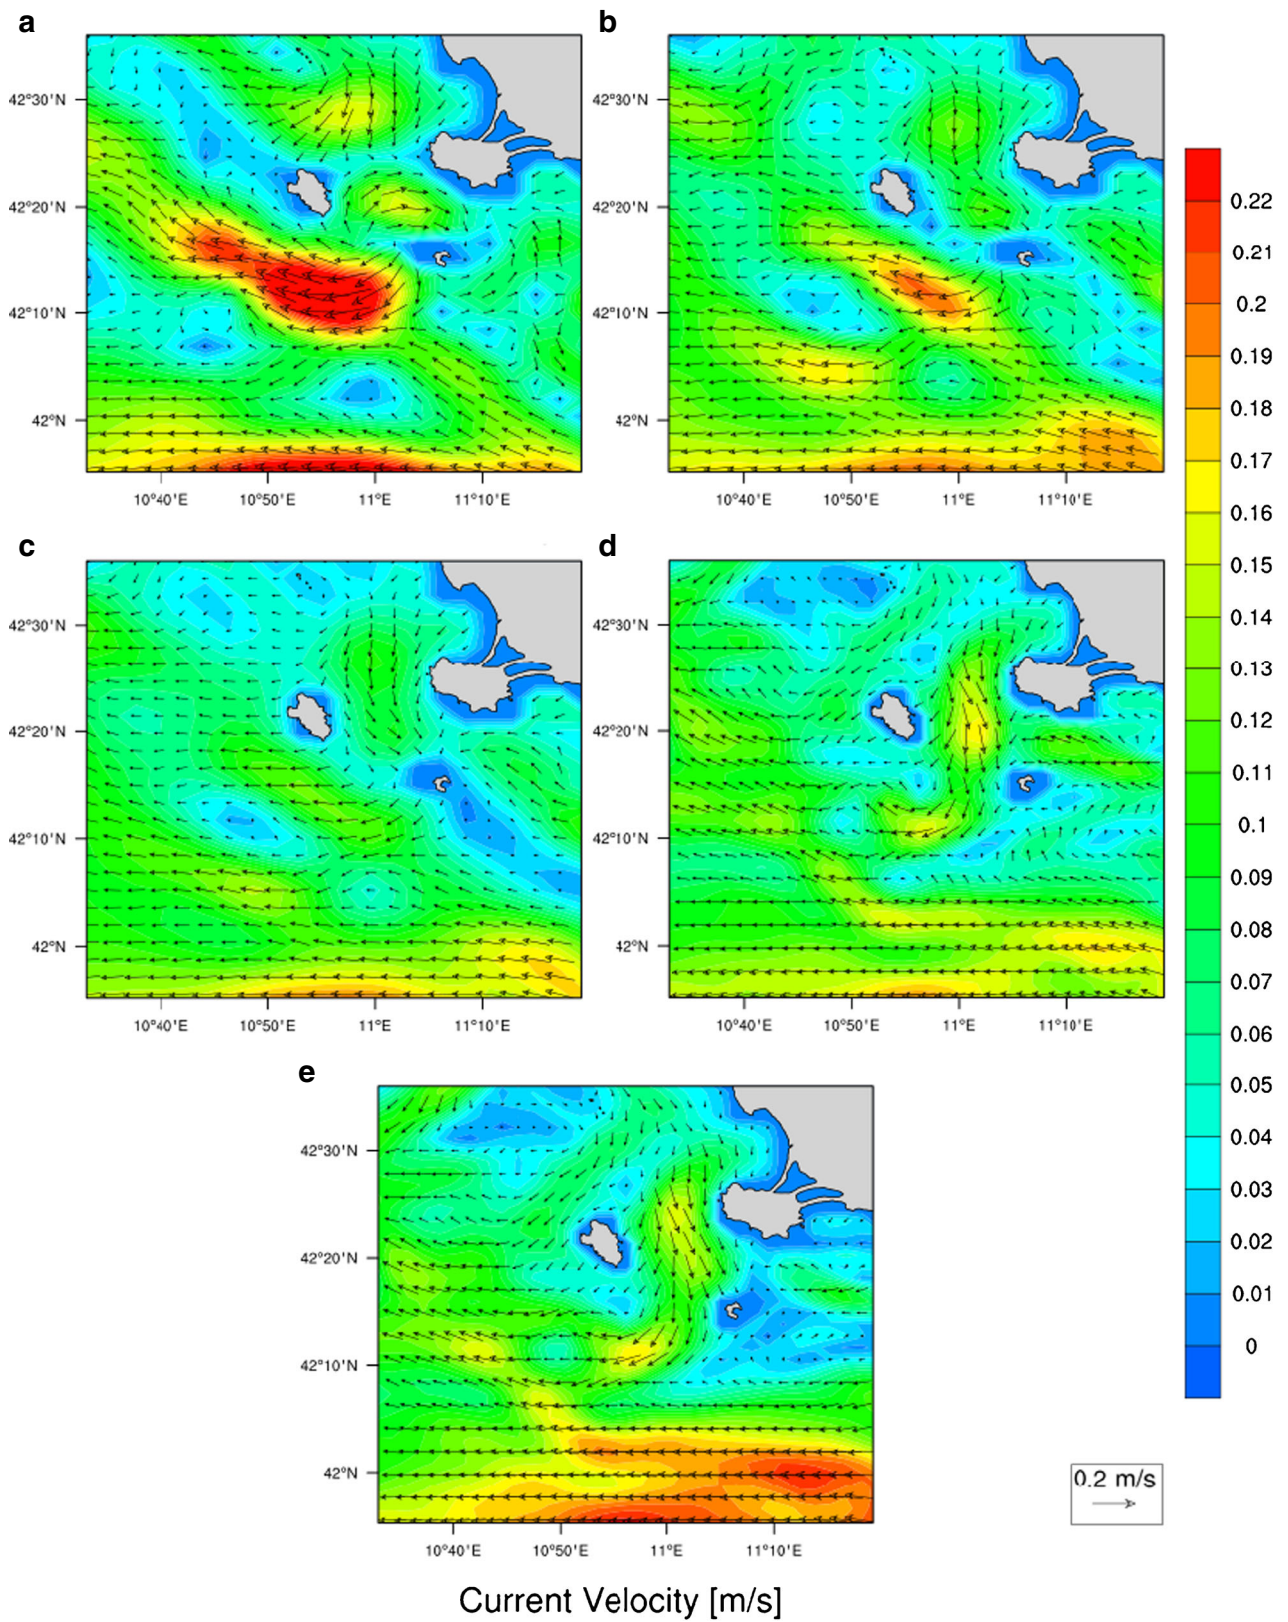 a
42°30'N
42°20'N
42°10'N
42°N
10°40'E 10°50'E 11°E 11°10'E
b
42°30'N
42°20'N
42°10'N
42°N
10°40'E 10°50'E 11°E 11°10'E
c
42°30'N
42°20'N
42°10'N
42°N
10°40'E 10°50'E 11°E 11°10'E
d
42°30'N
42°20'N
42°10'N
42°N
10°40'E 10°50'E 11°E 11°10'E
e
42°30'N
42°20'N
42°10'N
42°N
10°40'E 10°50'E 11°E 11°10'E
0.22
0.21
0.2
0.19
0.18
0.17
0.16
0.15
0.14
0.13
0.12
0.11
0.1
0.09
0.08
0.07
0.06
0.05
0.04
0.03
0.02
0.01
0
0.2 m/s
Current Velocity [m/s]